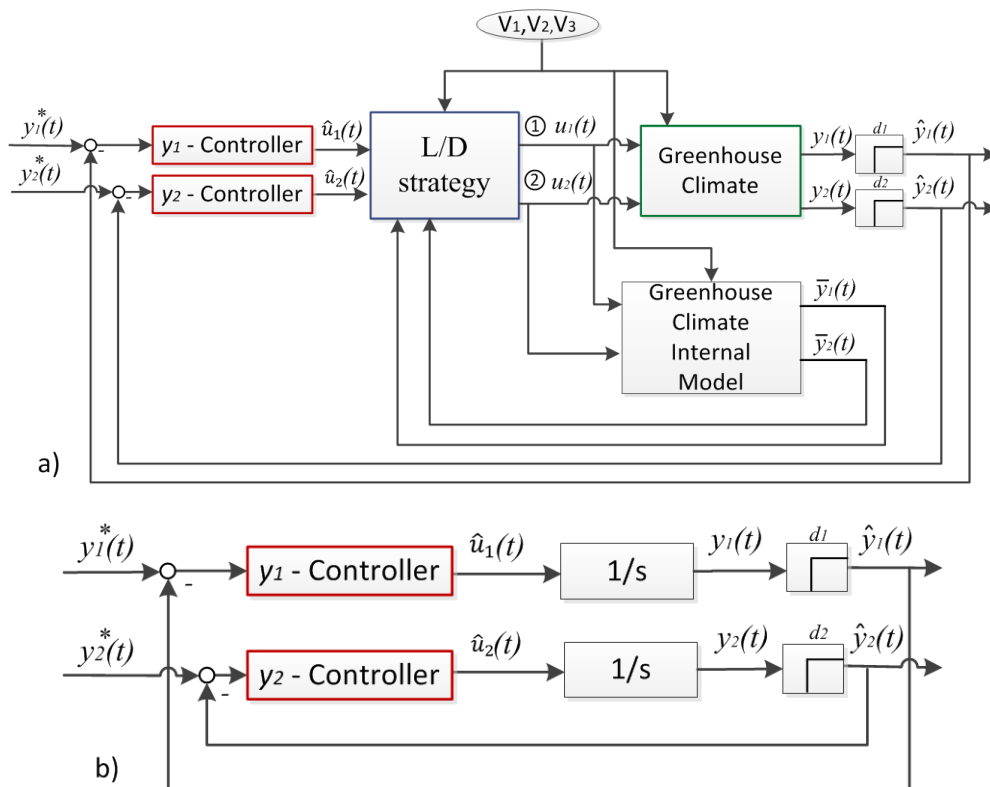 V₁,V₂,V₃
y₁*(t)
y₁ - Controller
û₁(t)
L/D
strategy
① u₁(t)
Greenhouse
Climate
y₁(t)
d₁
ŷ₁(t)
y₂*(t)
y₂ - Controller
û₂(t)
② u₂(t)
y₂(t)
d₂
ŷ₂(t)
-
-
Greenhouse
Climate
Internal
Model
ȳ₁(t)
ȳ₂(t)
a)
y₁*(t)
y₁ - Controller
û₁(t)
1/s
y₁(t)
d₁
ŷ₁(t)
-
y₂*(t)
y₂ - Controller
û₂(t)
1/s
y₂(t)
d₂
ŷ₂(t)
-
b)